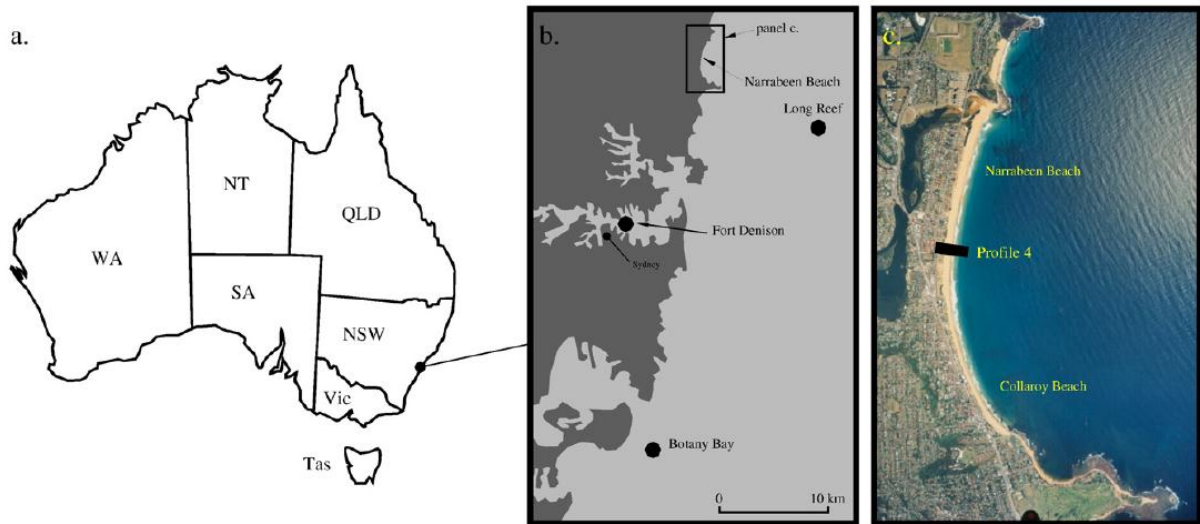 a.
WA
NT
QLD
SA
NSW
Vic
Tas
b.
panel c.
Narrabeen Beach
Long Reef
Fort Denison
Sydney
Botany Bay
0 10 km
c.
Narrabeen Beach
Profile 4
Collaroy Beach